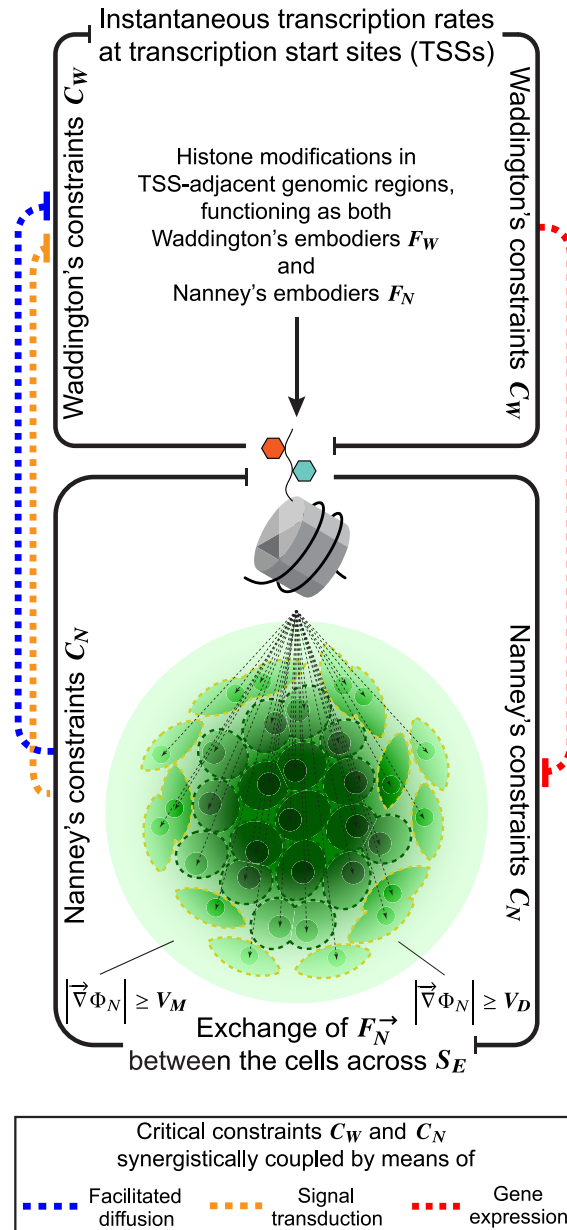 Instantaneous transcription rates
at transcription start sites (TSSs)
Waddington's constraints C_W
Waddington's constraints C_W
Histone modifications in
TSS-adjacent genomic regions,
functioning as both
Waddington's embodiers F_W
and
Nanney's embodiers F_N
Nanney's constraints C_N
Nanney's constraints C_N
|∇⃗Φ_N| ≥ V_M
|∇⃗Φ_N| ≥ V_D
Exchange of F_N^→
between the cells across S_E
Critical constraints C_W and C_N
synergistically coupled by means of
Facilitated
diffusion
Signal
transduction
Gene
expression